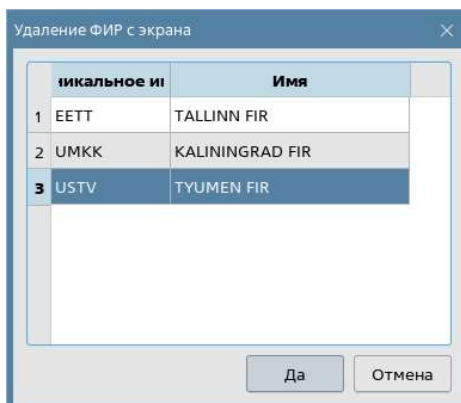 Удаление ФИР с экрана
никальное и Имя
1 EETT TALLINN FIR
2 UMKK KALININGRAD FIR
3 USTV TYUMEN FIR
Да Отмена